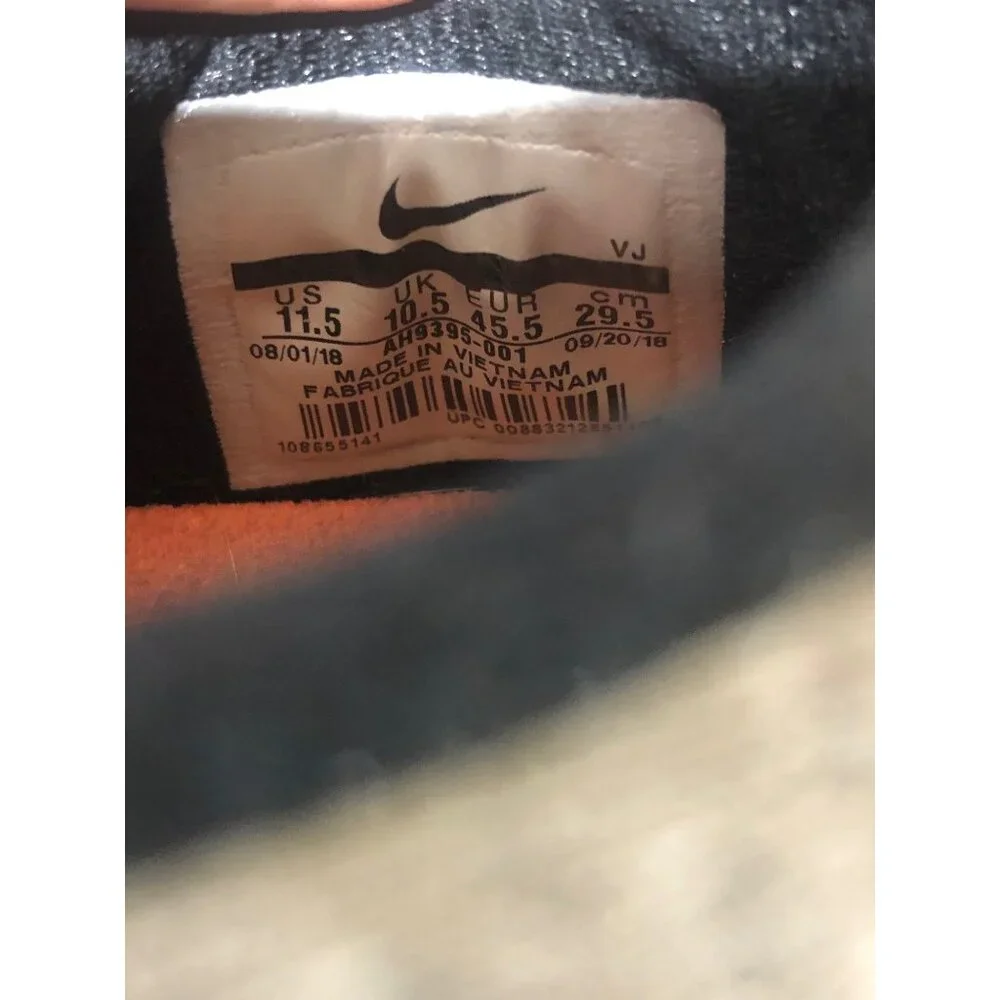 VJ
US UK EUR cm
11.5 10.5 45.5 29.5
08/01/18 AH9395-001 09/20/18
MADE IN VIETNAM
FABRIQUE AU VIETNAM
108655141 UPC